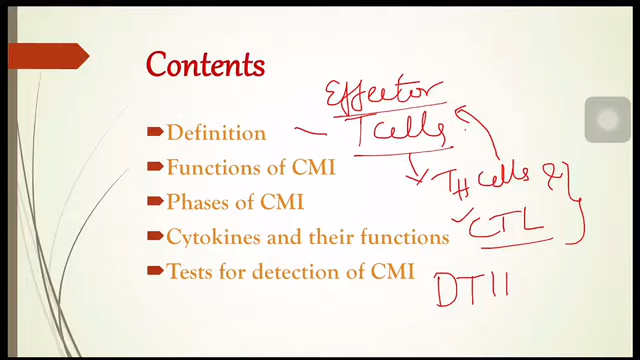 Contents
Effector
T cells
Definition
Functions of CMI
TH cells &
Phases of CMI
CTL
Cytokines and their functions
Tests for detection of CMI